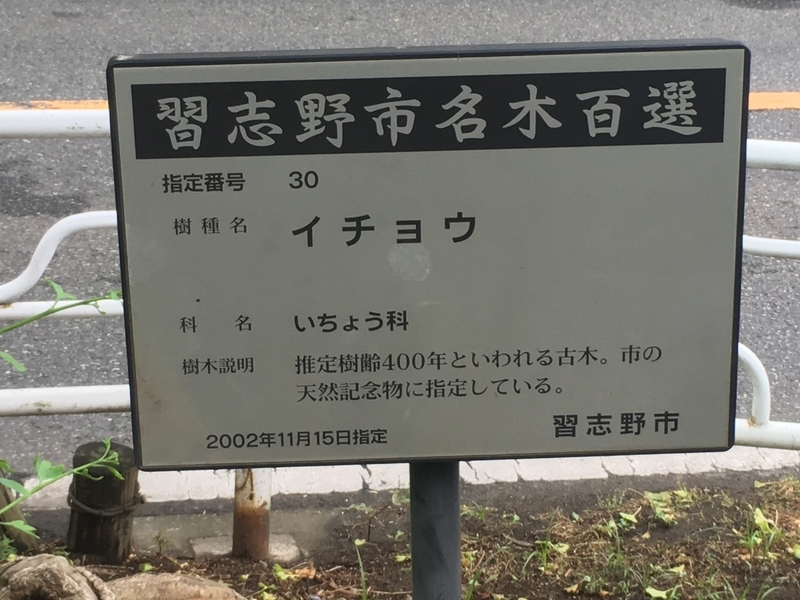 習志野市名木百選
指定番号 30
樹種名 イチョウ
科名 いちょう科
樹木説明 推定樹齢400年といわれる古木。市の
天然記念物に指定している。
2002年11月15日指定 習志野市